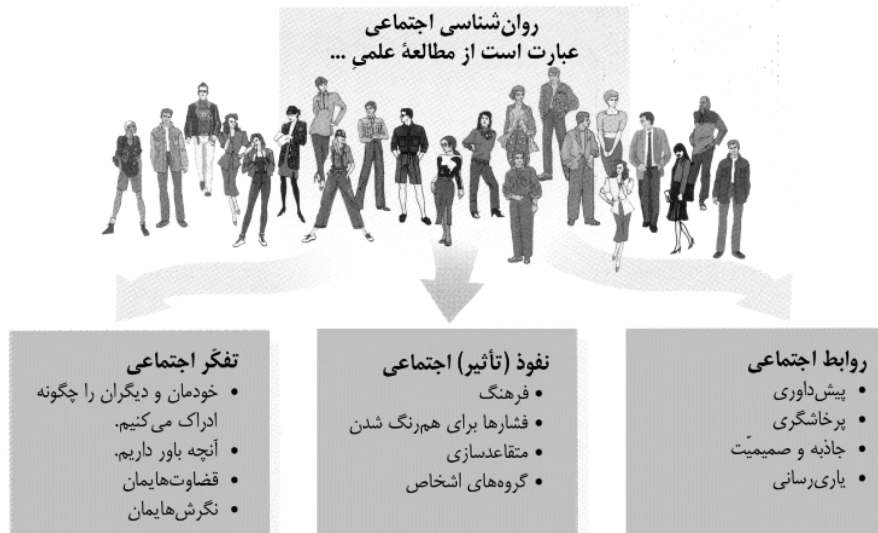 روان‌شناسی اجتماعی
عبارت است از مطالعهٔ علمیِ ...
روابط اجتماعی
• پیش‌داوری
• پرخاشگری
• جاذبه و صمیمیّت
• یاری‌رسانی
نفوذ (تأثیر) اجتماعی
• فرهنگ
• فشارها برای هم‌رنگ شدن
• متقاعدسازی
• گروه‌های اشخاص
تفکّر اجتماعی
• خودمان و دیگران را چگونه
ادراک می‌کنیم.
• آنچه باور داریم.
• قضاوت‌هایمان
• نگرش‌هایمان